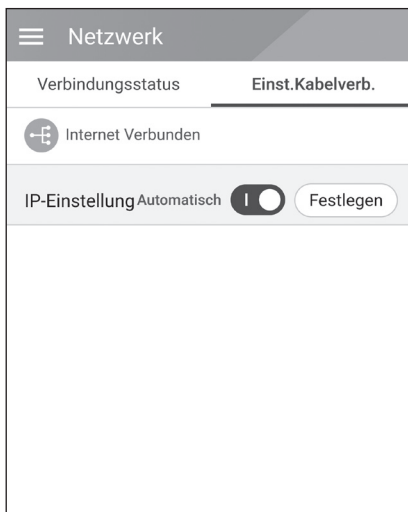 Netzwerk
Verbindungsstatus Einst.Kabelverb.
Internet Verbunden
IP-Einstellung Automatisch Festlegen